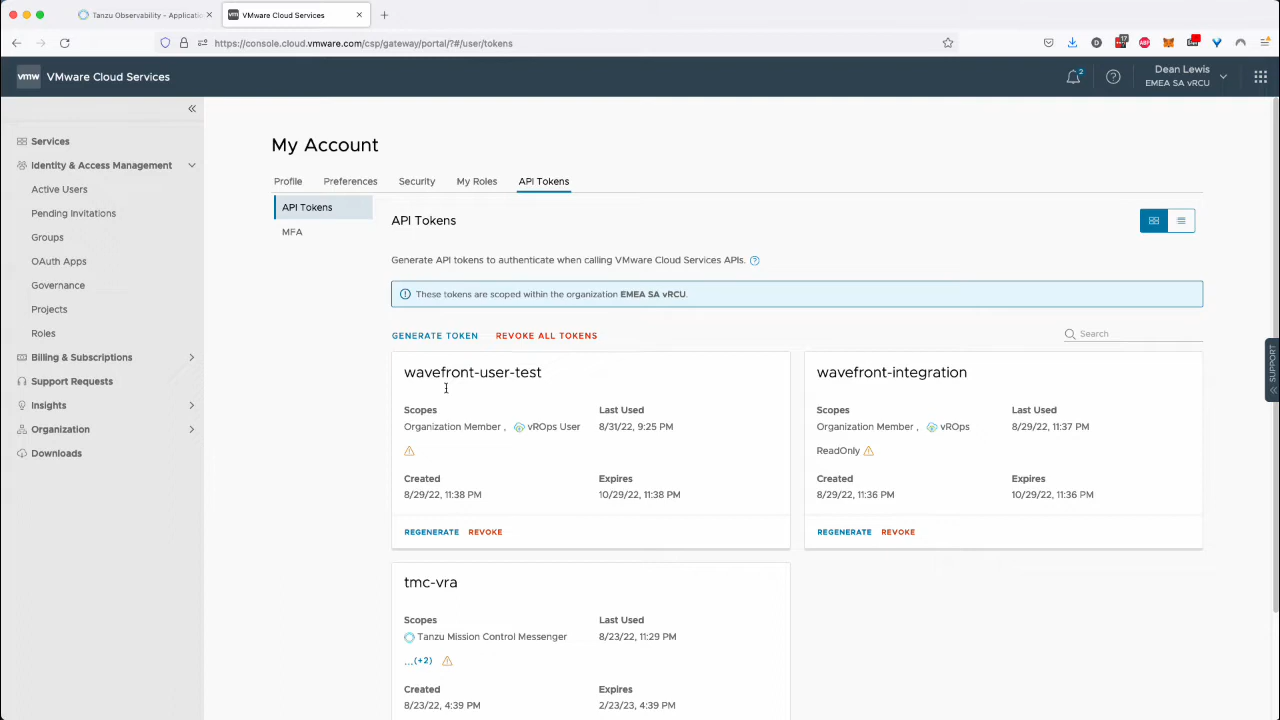 Tanzu Observability - Applicatic
VMware Cloud Services
https://console.cloud.vmware.com/csp/gateway/portal/?#/user/tokens
17
ABP
vmw
VMware Cloud Services
2
Dean Lewis
EMEA SA vRCU
Services
Identity & Access Management
Active Users
Pending Invitations
Groups
OAuth Apps
Governance
Projects
Roles
Billing & Subscriptions
Support Requests
Insights
Organization
Downloads
My Account
Profile
Preferences
Security
My Roles
API Tokens
API Tokens
MFA
API Tokens
Generate API tokens to authenticate when calling VMware Cloud Services APIs.
These tokens are scoped within the organization EMEA SA vRCU.
GENERATE TOKEN
REVOKE ALL TOKENS
Search
wavefront-user-test
Scopes
Last Used
Organization Member , vROps User
8/31/22, 9:25 PM
Created
Expires
8/29/22, 11:38 PM
10/29/22, 11:38 PM
REGENERATE REVOKE
wavefront-integration
Scopes
Last Used
Organization Member , vROps
8/29/22, 11:37 PM
ReadOnly
Created
Expires
8/29/22, 11:36 PM
10/29/22, 11:36 PM
REGENERATE REVOKE
tmc-vra
Scopes
Last Used
Tanzu Mission Control Messenger
8/23/22, 11:29 PM
...(+2)
Created
Expires
8/23/22, 4:39 PM
2/23/23, 4:39 PM
SUPPORT